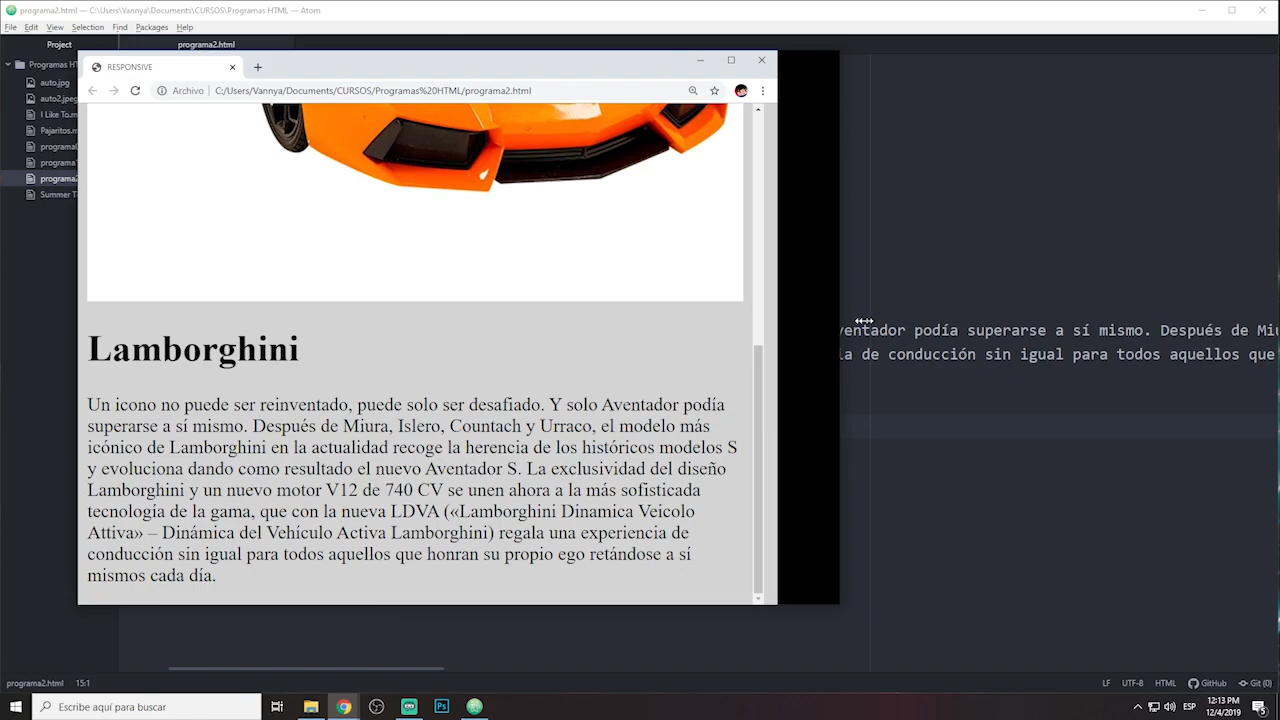 programa2.html — C:\Users\Vannya\Documents\CURSOS\Programas HTML — Atom
File Edit View Selection Find Packages Help
Project
programa2.html
Programas HT
auto.jpg
auto2.jpeg
I Like To.m
Pajaritos.m
programa
programa
programa2
Summer T
RESPONSIVE
Archivo C:/Users/Vannya/Documents/CURSOS/Programas%20HTML/programa2.html
Lamborghini
Un icono no puede ser reinventado, puede solo ser desafiado. Y solo Aventador podía
superarse a sí mismo. Después de Miura, Islero, Countach y Urraco, el modelo más
icónico de Lamborghini en la actualidad recoge la herencia de los históricos modelos S
y evoluciona dando como resultado el nuevo Aventador S. La exclusividad del diseño
Lamborghini y un nuevo motor V12 de 740 CV se unen ahora a la más sofisticada
tecnología de la gama, que con la nueva LDVA («Lamborghini Dinamica Veicolo
Attiva» – Dinámica del Vehículo Activa Lamborghini) regala una experiencia de
conducción sin igual para todos aquellos que honran su propio ego retándose a sí
mismos cada día.
ventador podía superarse a sí mismo. Después de Miu
la de conducción sin igual para todos aquellos que
programa2.html 15:1
LF UTF-8 HTML GitHub Git (0)
Escribe aquí para buscar
Ps
ESP
12:13 PM
12/4/2019
5